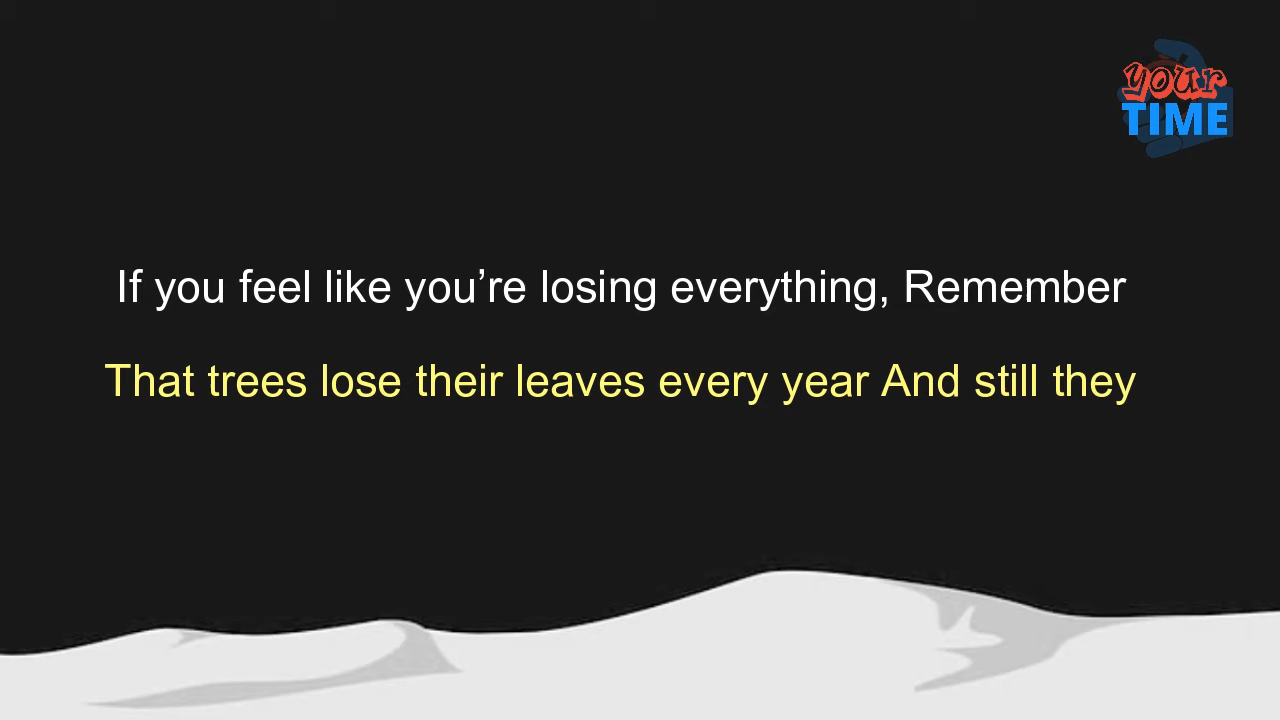 your
TIME
If you feel like you’re losing everything, Remember
That trees lose their leaves every year And still they